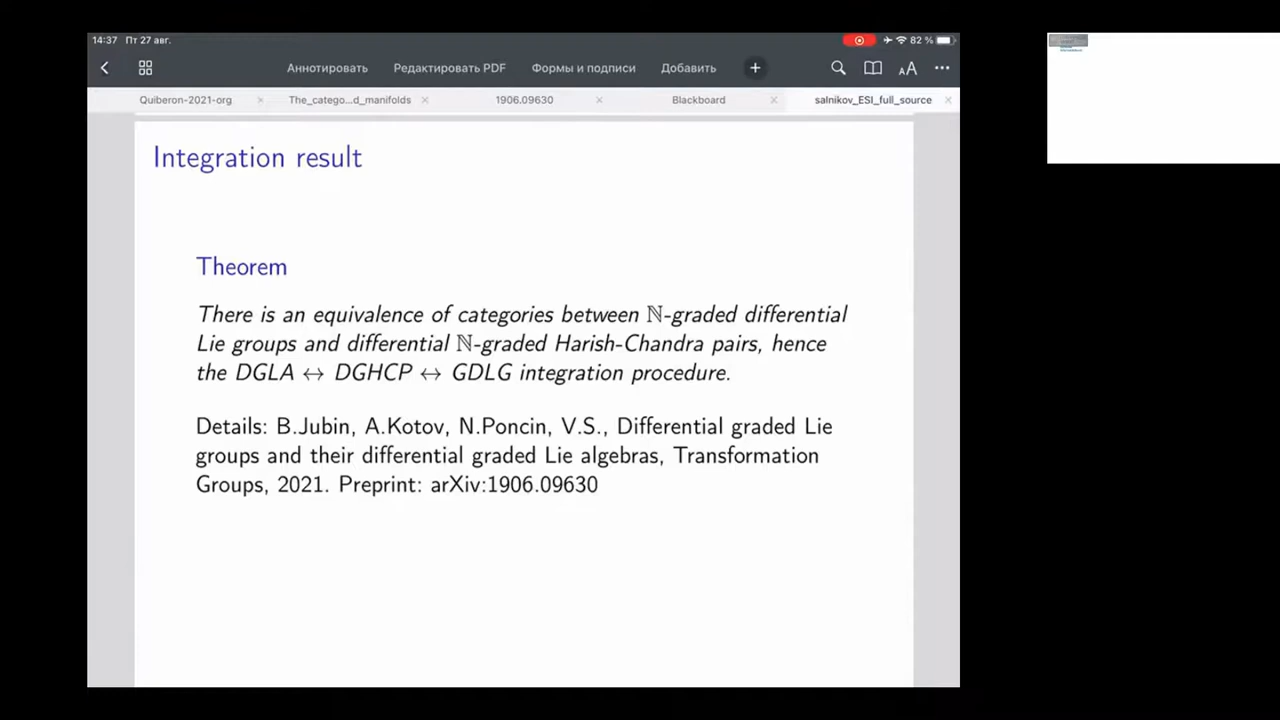 14:37 Пт 27 авг. 82 %
Аннотировать Редактировать PDF Формы и подписи Добавить
Quiberon-2021-org The_catego...d_manifolds 1906.09630 Blackboard salnikov_ESI_full_source
Integration result
Theorem
There is an equivalence of categories between ℕ-graded differential
Lie groups and differential ℕ-graded Harish-Chandra pairs, hence
the DGLA ↔ DGHCP ↔ GDLG integration procedure.
Details: B.Jubin, A.Kotov, N.Poncin, V.S., Differential graded Lie
groups and their differential graded Lie algebras, Transformation
Groups, 2021. Preprint: arXiv:1906.09630